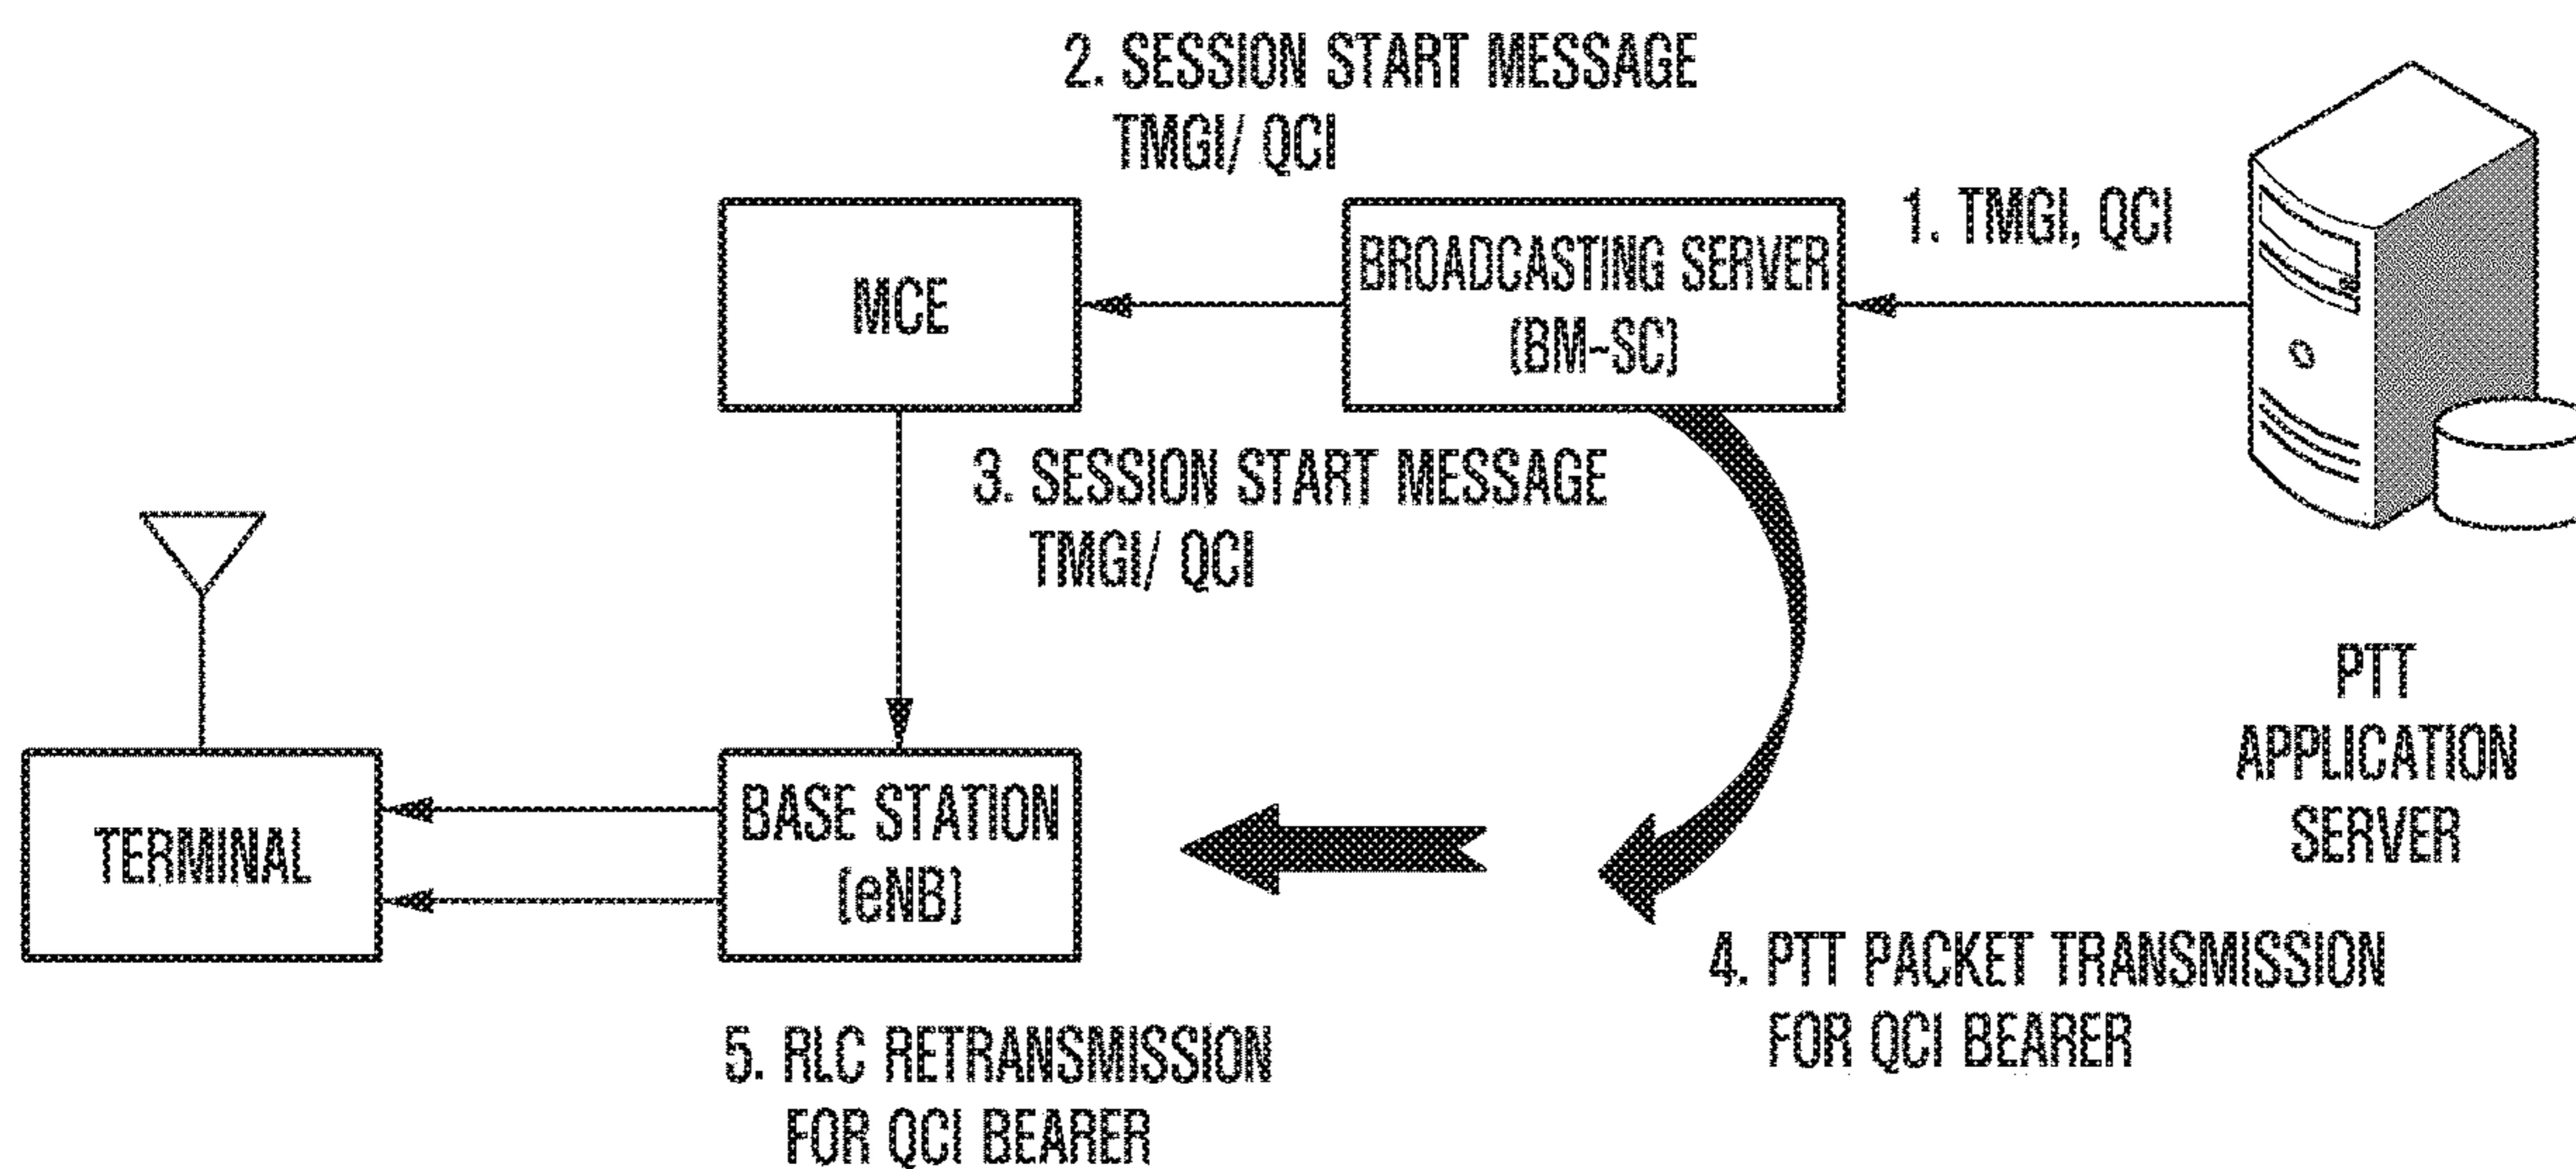 2. SESSION START MESSAGE
TMGI/ QCI
1. TMGI, QCI
MCE
BROADCASTING SERVER
(BM-SC)
3. SESSION START MESSAGE
TMGI/ QCI
TERMINAL
BASE STATION
(eNB)
PTT
APPLICATION
SERVER
4. PTT PACKET TRANSMISSION
FOR QCI BEARER
5. RLC RETRANSMISSION
FOR QCI BEARER